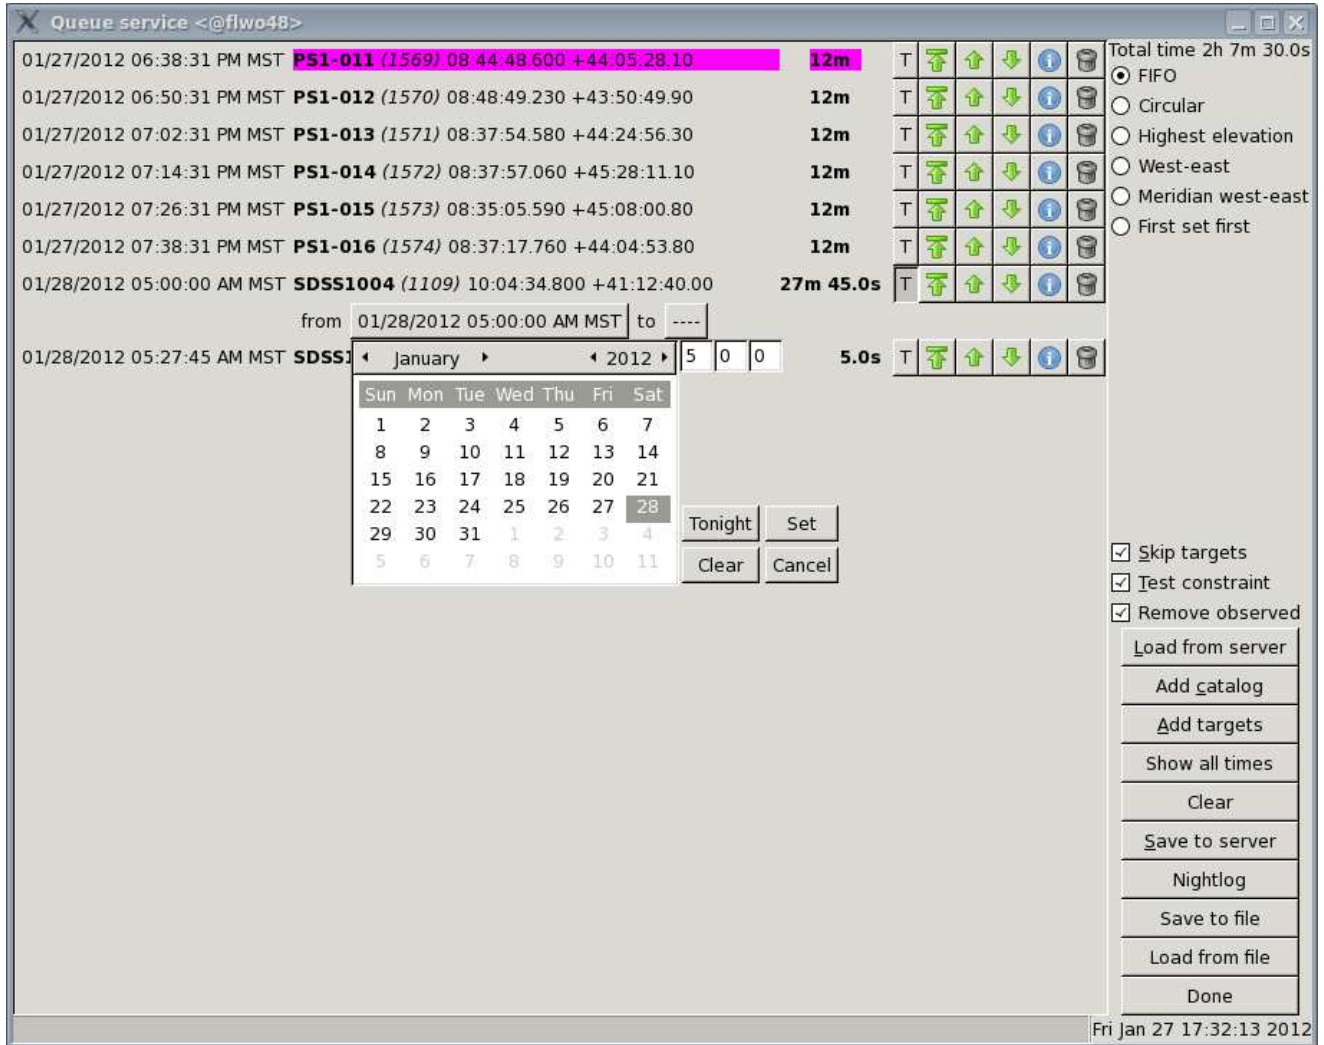 Queue service <@flwo48>
01/27/2012 06:38:31 PM MST PS1-011 (1569) 08:44:48.600 +44:05:28.10 12m T
01/27/2012 06:50:31 PM MST PS1-012 (1570) 08:48:49.230 +43:50:49.90 12m T
01/27/2012 07:02:31 PM MST PS1-013 (1571) 08:37:54.580 +44:24:56.30 12m T
01/27/2012 07:14:31 PM MST PS1-014 (1572) 08:37:57.060 +45:28:11.10 12m T
01/27/2012 07:26:31 PM MST PS1-015 (1573) 08:35:05.590 +45:08:00.80 12m T
01/27/2012 07:38:31 PM MST PS1-016 (1574) 08:37:17.760 +44:04:53.80 12m T
01/28/2012 05:00:00 AM MST SDSS1004 (1109) 10:04:34.800 +41:12:40.00 27m 45.0s T
from 01/28/2012 05:00:00 AM MST to ----
01/28/2012 05:27:45 AM MST 5.0s T
January 2012 5 0 0
Sun Mon Tue Wed Thu Fri Sat
1 2 3 4 5 6 7
8 9 10 11 12 13 14
15 16 17 18 19 20 21
22 23 24 25 26 27 28
29 30 31 1 2 3 4
5 6 7 8 9 10 11
Tonight Set
Clear Cancel
Total time 2h 7m 30.0s
FIFO
Circular
Highest elevation
West-east
Meridian west-east
First set first
Skip targets
Test constraint
Remove observed
Load from server
Add catalog
Add targets
Show all times
Clear
Save to server
Nightlog
Save to file
Load from file
Done
Fri Jan 27 17:32:13 2012